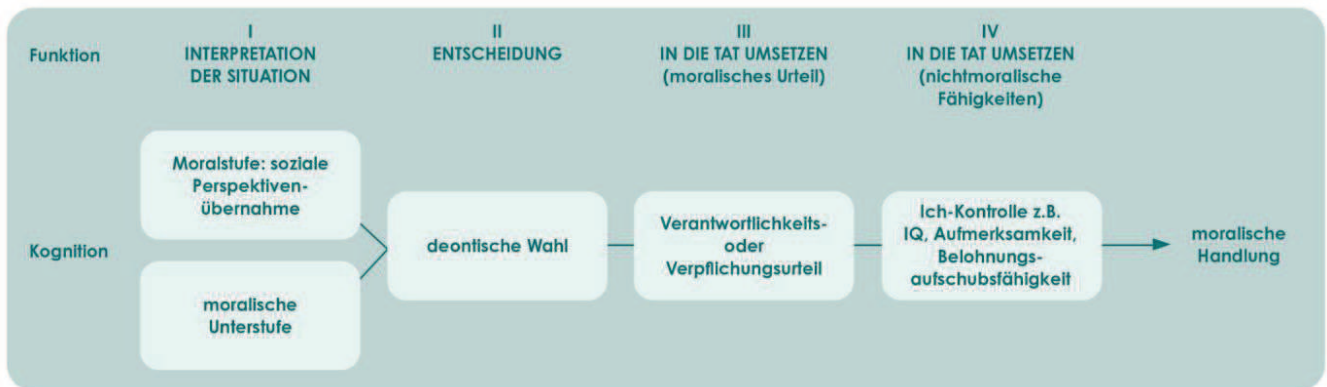 Funktion
I
INTERPRETATION
DER SITUATION
II
ENTSCHEIDUNG
III
IN DIE TAT UMSETZEN
(moralisches Urteil)
IV
IN DIE TAT UMSETZEN
(nichtmoralische
Fähigkeiten)
Kognition
Moralstufe: soziale
Perspektiven-
übernahme
moralische
Unterstufe
deontische Wahl
Verantwortlichkeits-
oder
Verpflichungsurteil
Ich-Kontrolle z.B.
IQ, Aufmerksamkeit,
Belohnungs-
aufschubsfähigkeit
moralische
Handlung